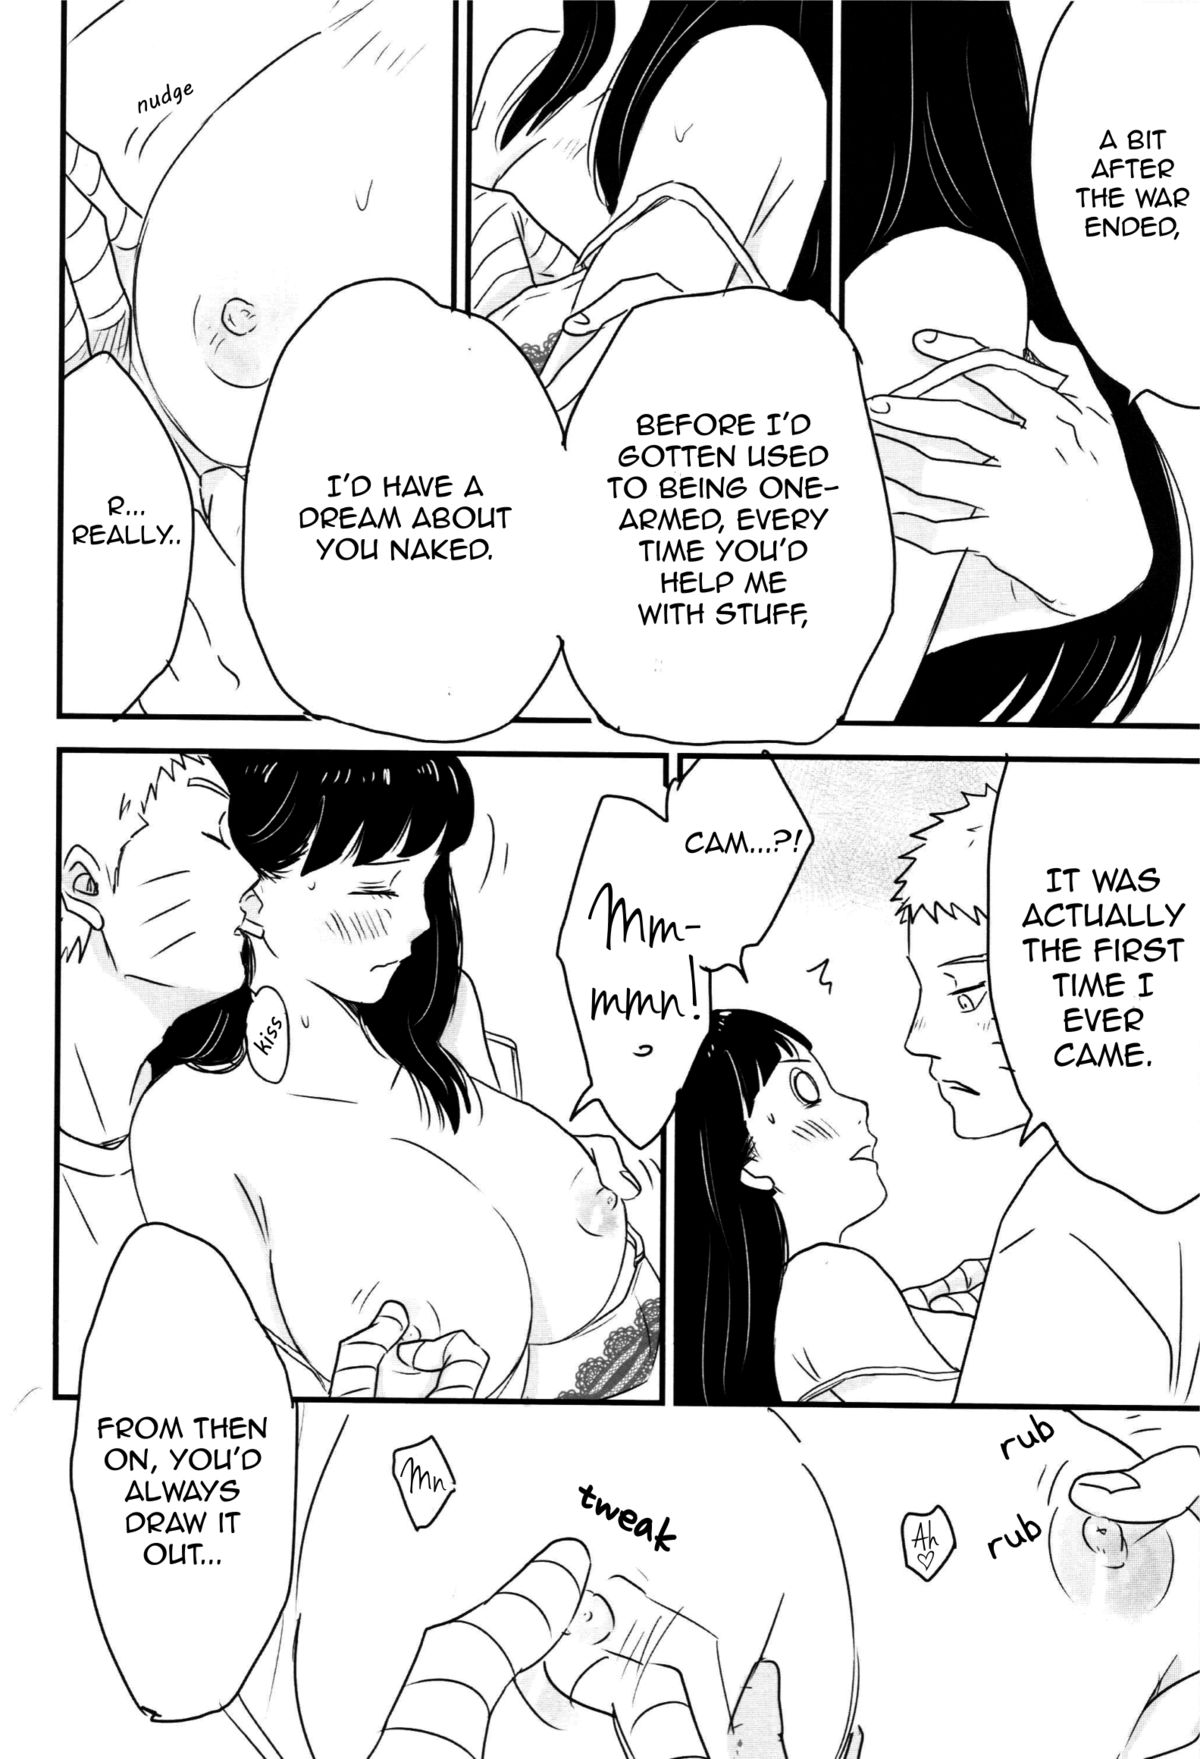 A BIT
AFTER
THE WAR
ENDED,
BEFORE I'D
GOTTEN USED
TO BEING ONE-
ARMED, EVERY
TIME YOU'D
HELP ME
WITH STUFF,
I'D HAVE A
DREAM ABOUT
YOU NAKED.
nudge
R...
REALLY..
IT WAS
ACTUALLY
THE FIRST
TIME I
EVER
CAME.
CAM...?!
Mm-
mmn!
kiss
FROM THEN
ON, YOU'D
ALWAYS
DRAW IT
OUT...
rub
rub
Ah♡
tweak
Mn